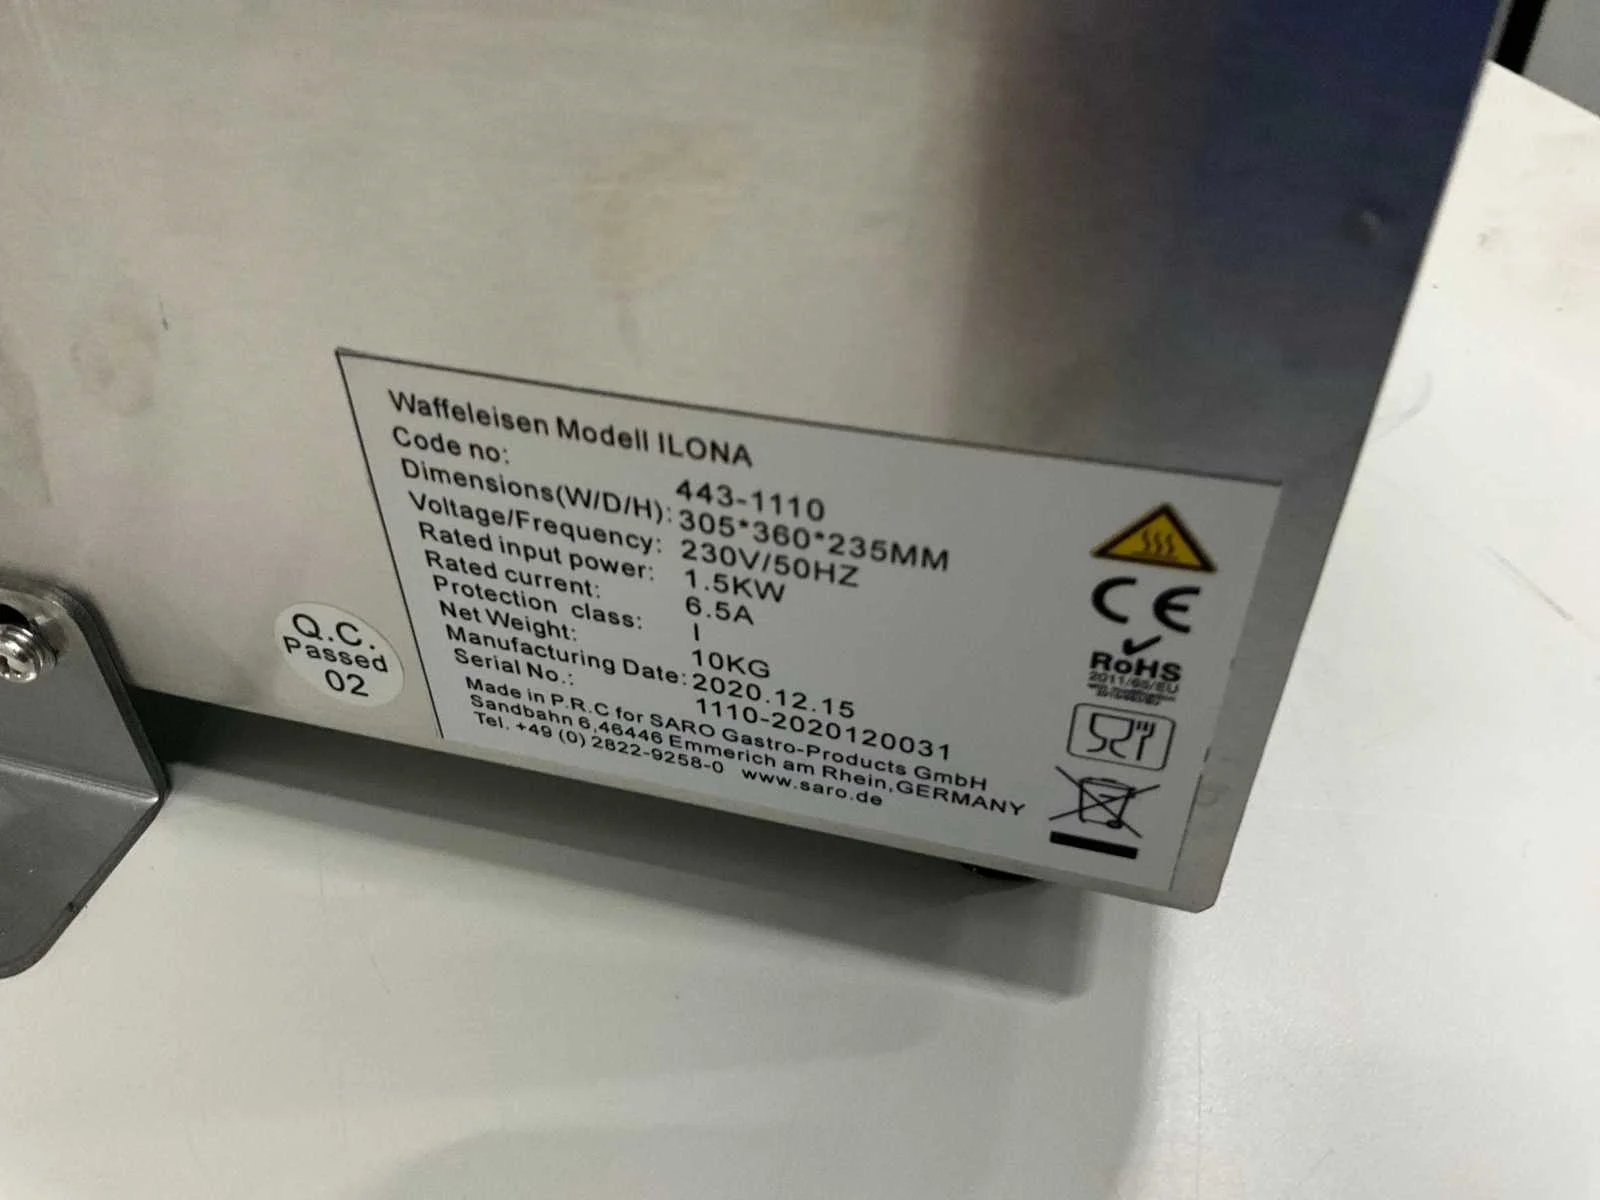 Waffeleisen Modell ILONA
Code no: 443-1110
Dimensions(W/D/H): 305*360*235MM
Voltage/Frequency: 230V/50HZ
Rated input power: 1.5KW
Rated current: 6.5A
Protection class: I
Net Weight: 10KG
Manufacturing Date: 2020.12.15
Serial No.: 1110-2020120031
Made in P.R.C for SARO Gastro-Products GmbH
Sandbahn 6,46446 Emmerich am Rhein,GERMANY
Tel. +49 (0) 2822-9258-0 www.saro.de
CE
RoHS
2011/65/EU
Q.C.
Passed
02